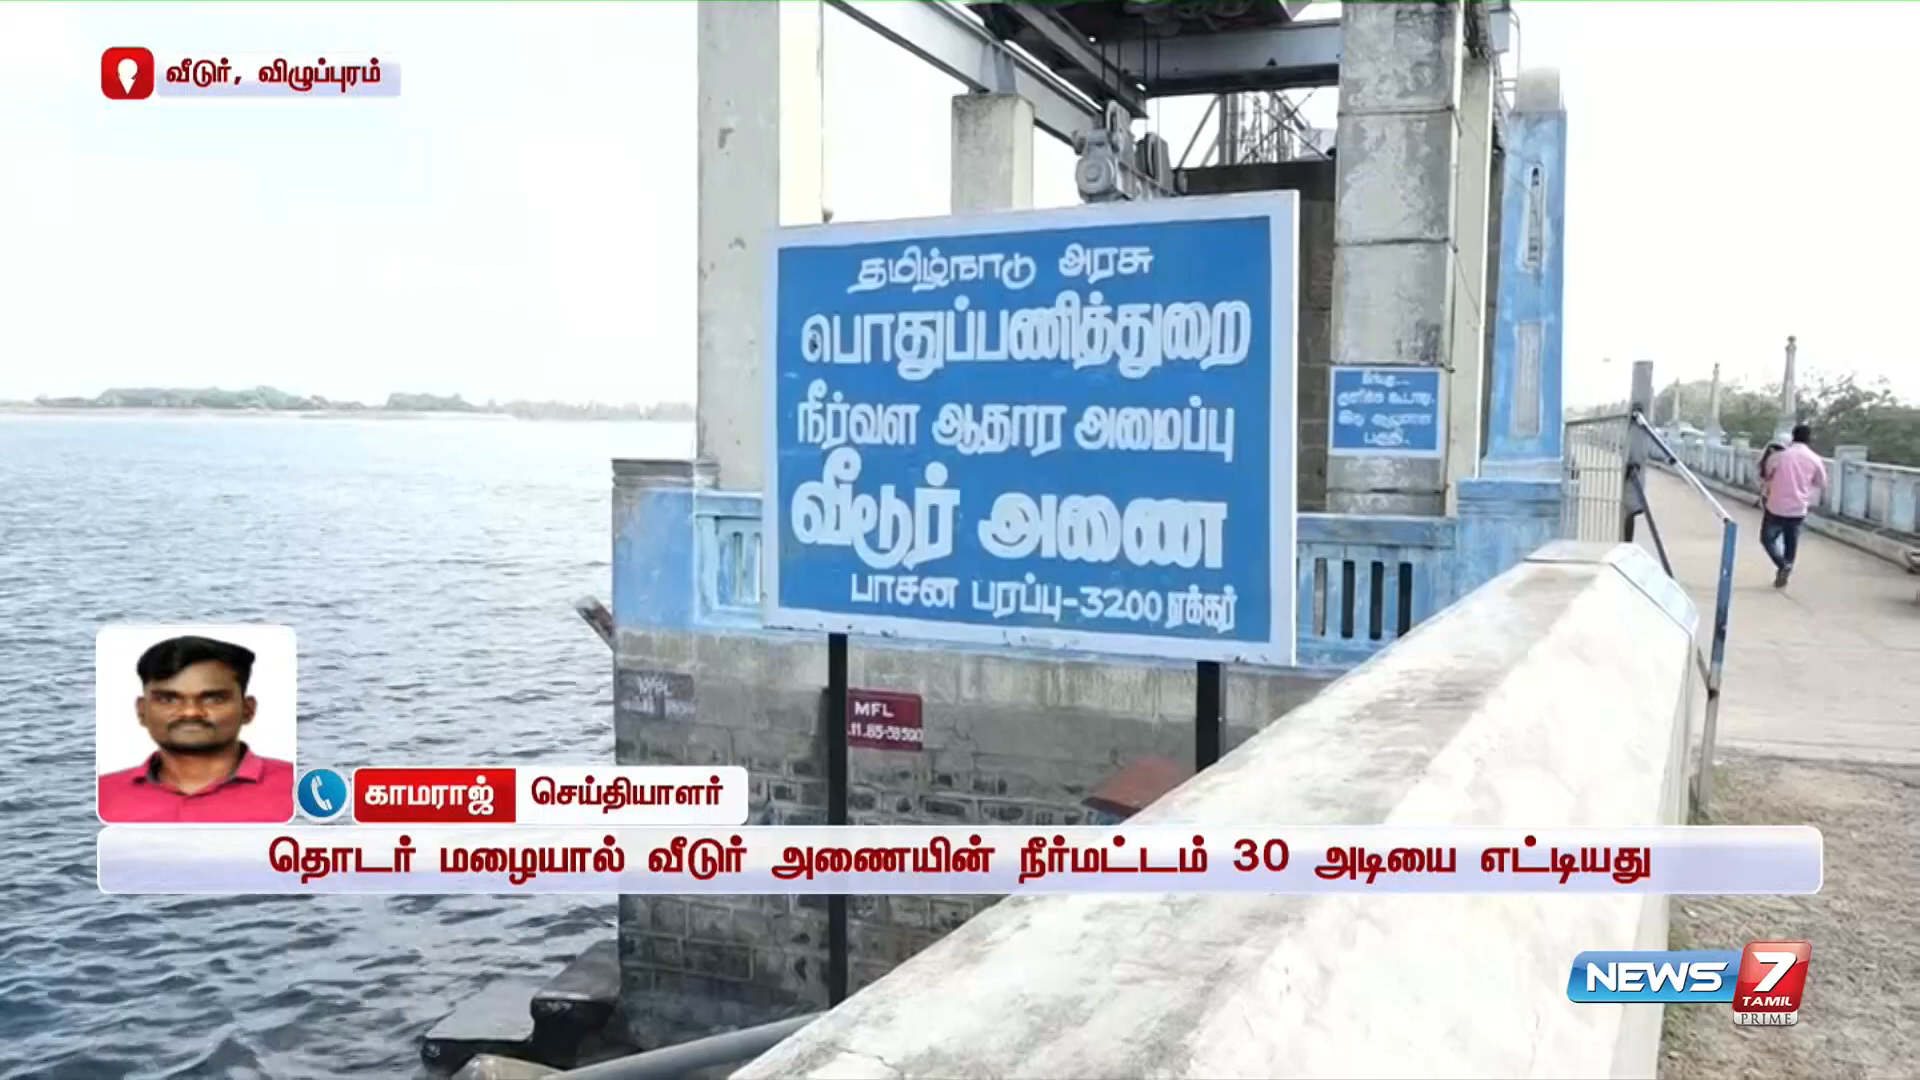 வீடுர், விழுப்புரம்
தமிழ்நாடு அரசு
பொதுப்பணித்துறை
நீர்வள ஆதார அமைப்பு
வீடூர் அணை
பாசன பரப்பு-3200 ஏக்கர்
MFL
MFL
காமராஜ் செய்தியாளர்
தொடர் மழையால் வீடுர் அணையின் நீர்மட்டம் 30 அடியை எட்டியது
NEWS 7
TAMIL
PRIME